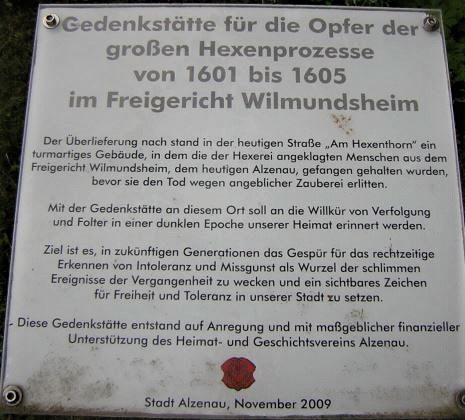 Gedenkstätte für die Opfer der
großen Hexenprozesse
von 1601 bis 1605
im Freigericht Wilmundsheim
Der Überlieferung nach stand in der heutigen Straße „Am Hexenthorn" ein
turmartiges Gebäude, in dem die der Hexerei angeklagten Menschen aus dem
Freigericht Wilmundsheim, dem heutigen Alzenau, gefangen gehalten wurden,
bevor sie den Tod wegen angeblicher Zauberei erlitten.
Mit der Gedenkstätte an diesem Ort soll an die Willkür von Verfolgung
und Folter in einer dunklen Epoche unserer Heimat erinnert werden.
Ziel ist es, in zukünftigen Generationen das Gespür für das rechtzeitige
Erkennen von Intoleranz und Missgunst als Wurzel der schlimmen
Ereignisse der Vergangenheit zu wecken und ein sichtbares Zeichen
für Freiheit und Toleranz in unserer Stadt zu setzen.
Diese Gedenkstätte entstand auf Anregung und mit maßgeblicher finanzieller
Unterstützung des Heimat- und Geschichtsvereins Alzenau.
Stadt Alzenau, November 2009